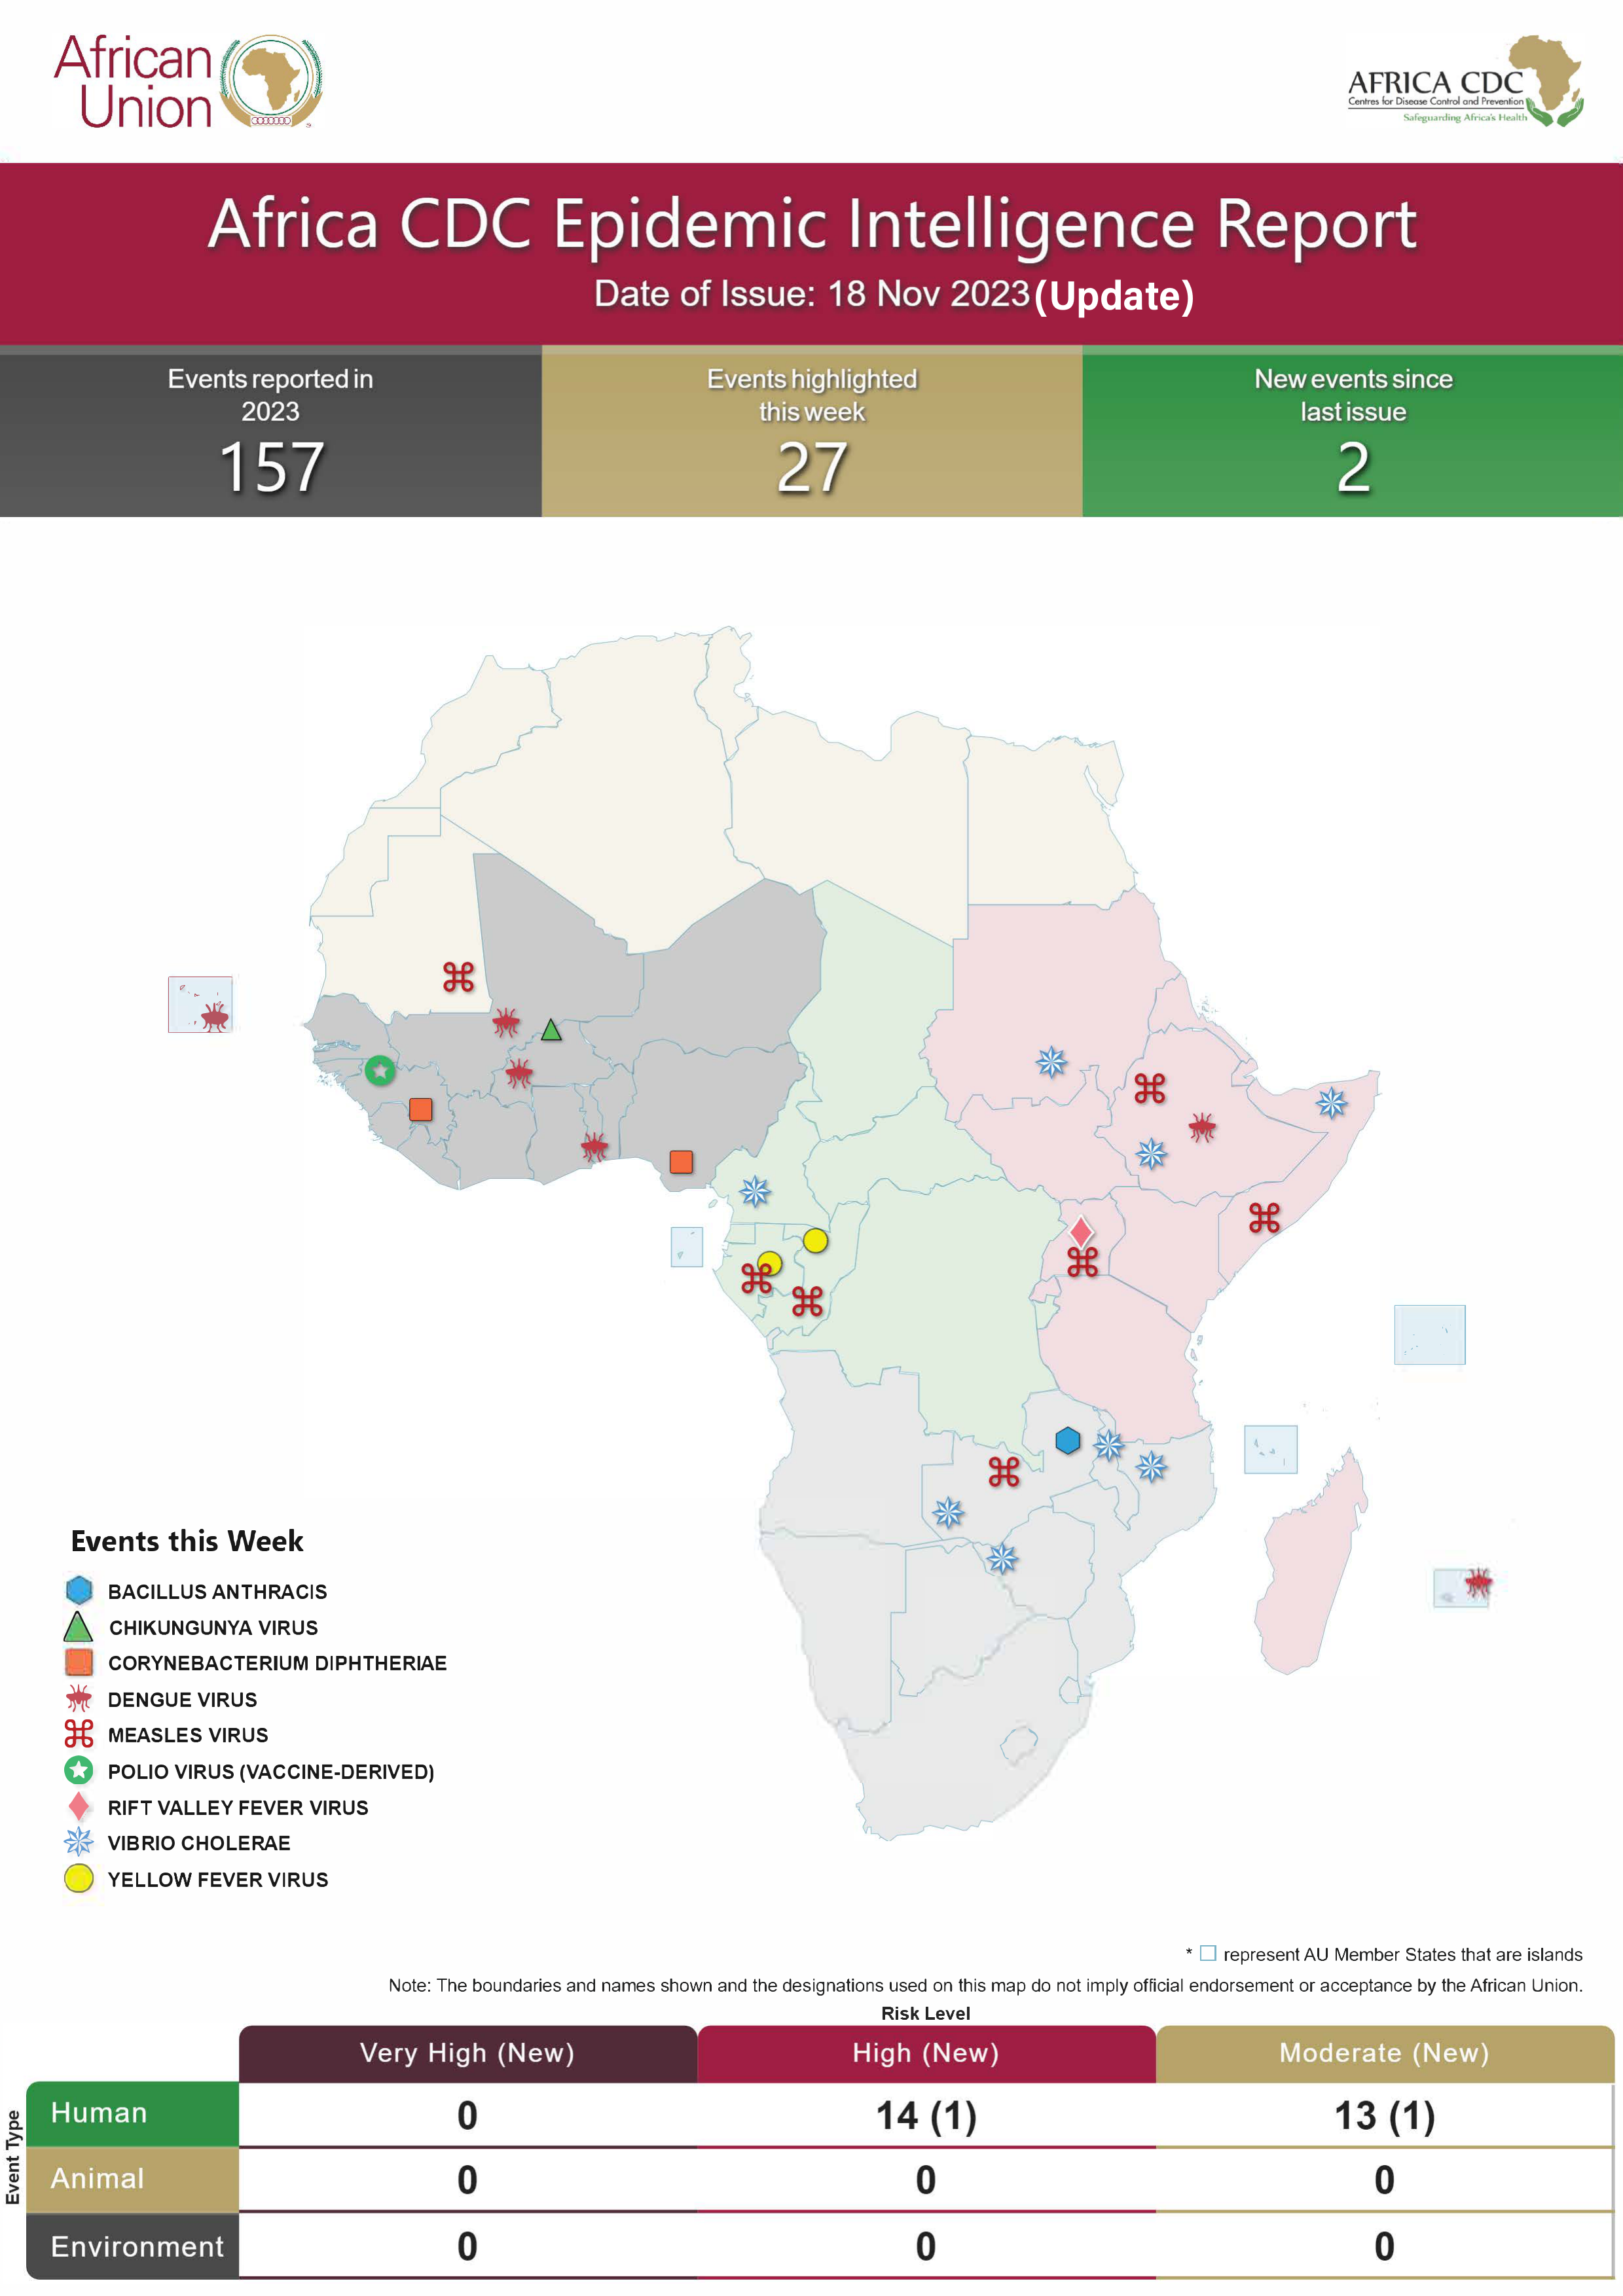 African
Union
AFRICA CDC
Centres for Disease Control and Prevention
Safeguarding Africa's Health
Africa CDC Epidemic Intelligence Report
Date of Issue: 18 Nov 2023 (Update)
Events reported in
2023
157
Events highlighted
this week
27
New events since
last issue
2
Events this Week
BACILLUS ANTHRACIS
CHIKUNGUNYA VIRUS
CORYNEBACTERIUM DIPHTHERIAE
DENGUE VIRUS
MEASLES VIRUS
POLIO VIRUS (VACCINE-DERIVED)
RIFT VALLEY FEVER VIRUS
VIBRIO CHOLERAE
YELLOW FEVER VIRUS
* represent AU Member States that are islands
Note: The boundaries and names shown and the designations used on this map do not imply official endorsement or acceptance by the African Union.
Risk Level
Very High (New) High (New) Moderate (New)
Event Type
Human 0 14 (1) 13 (1)
Animal 0 0 0
Environment 0 0 0